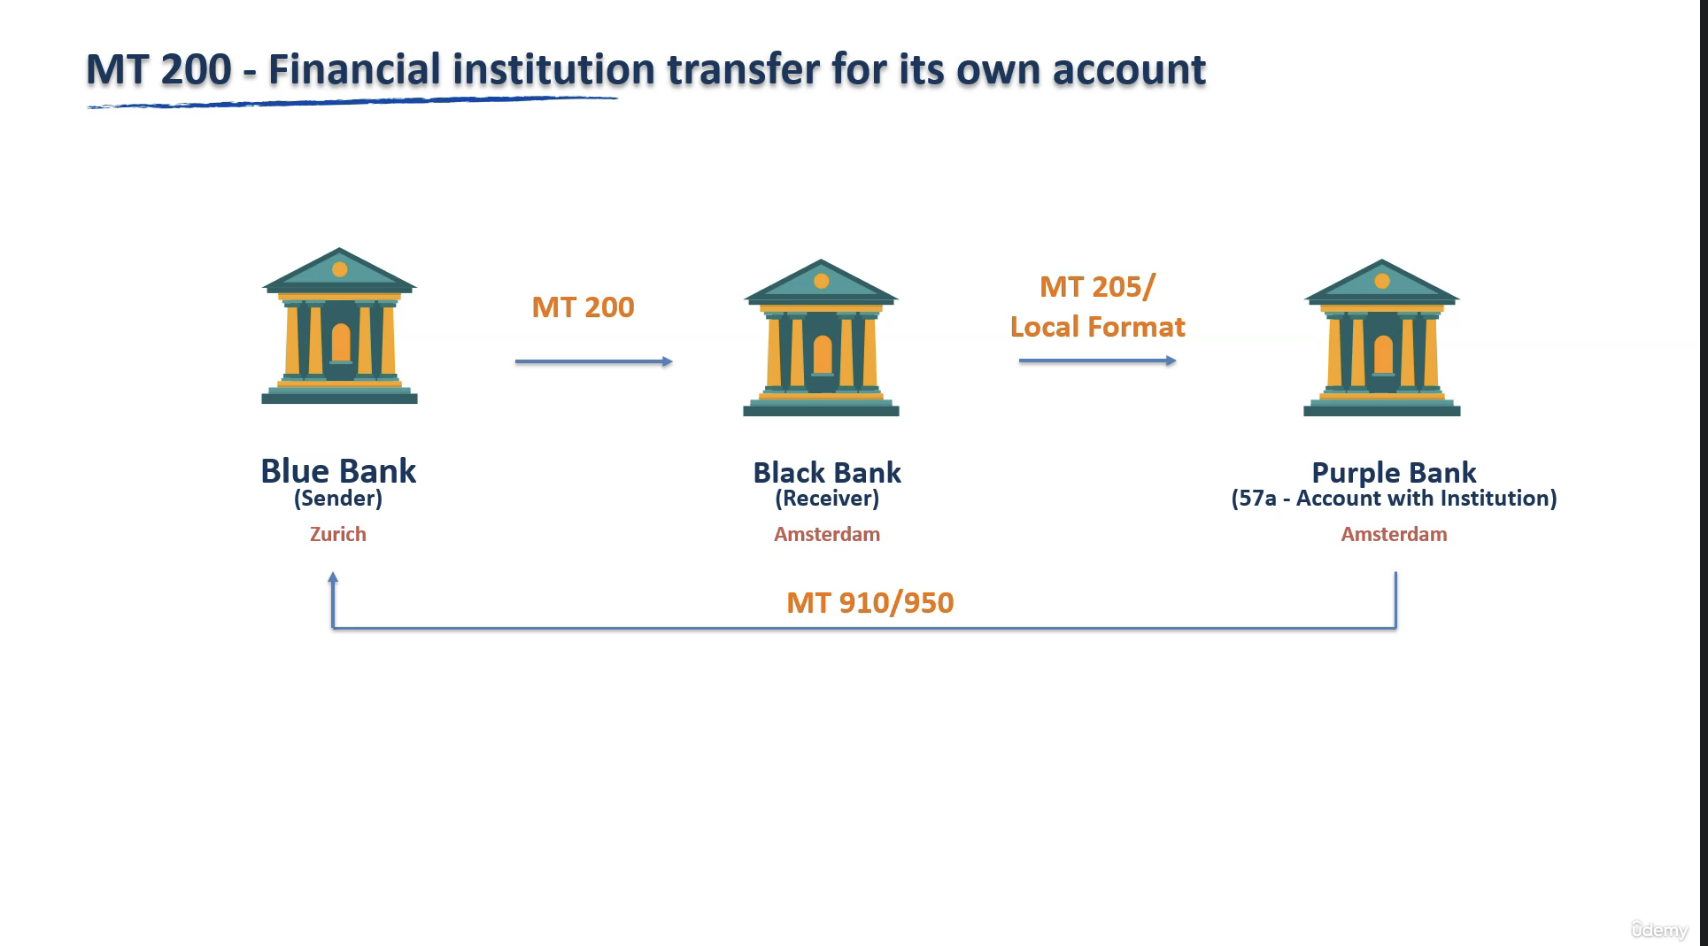 MT 200 - Financial institution transfer for its own account
MT 200
MT 205/
Local Format
Blue Bank
(Sender)
Zurich
Black Bank
(Receiver)
Amsterdam
Purple Bank
(57a - Account with Institution)
Amsterdam
MT 910/950
ûdemy